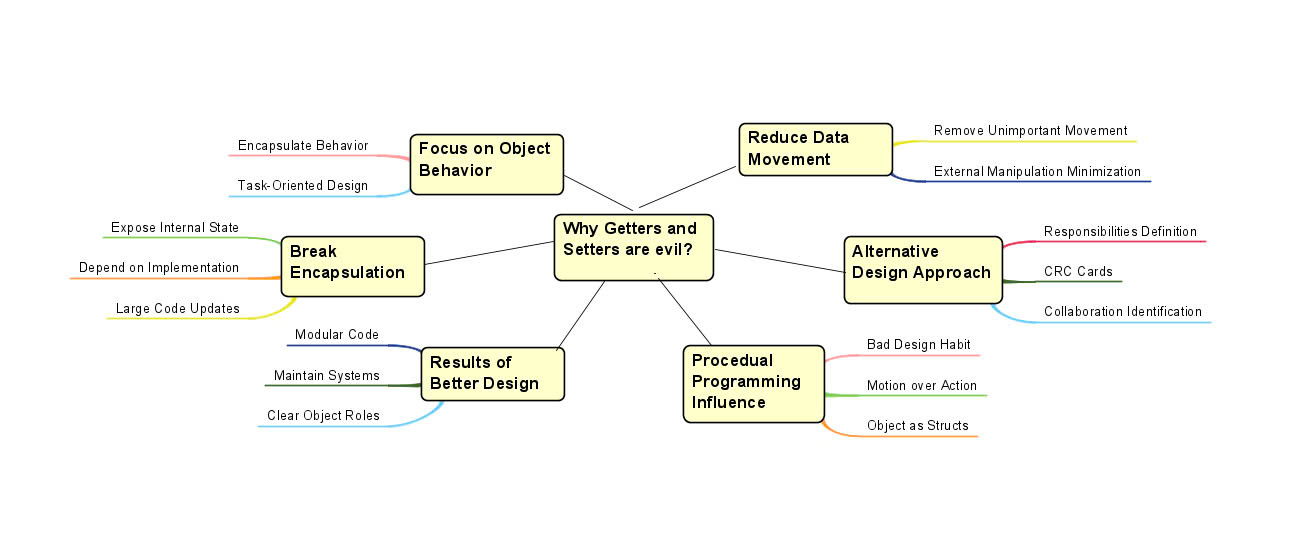 Why Getters and
Setters are evil?
Focus on Object
Behavior
Encapsulate Behavior
Task-Oriented Design
Reduce Data
Movement
Remove Unimportant Movement
External Manipulation Minimization
Break
Encapsulation
Expose Internal State
Depend on Implementation
Large Code Updates
Alternative
Design Approach
Responsibilities Definition
CRC Cards
Collaboration Identification
Results of
Better Design
Modular Code
Maintain Systems
Clear Object Roles
Procedual
Programming
Influence
Bad Design Habit
Motion over Action
Object as Structs